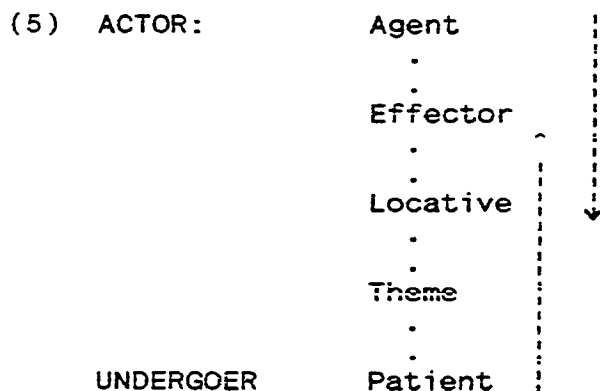 (5) ACTOR: Agent
.
.
Effector
.
.
Locative
.
.
Theme
.
.
UNDERGOER Patient